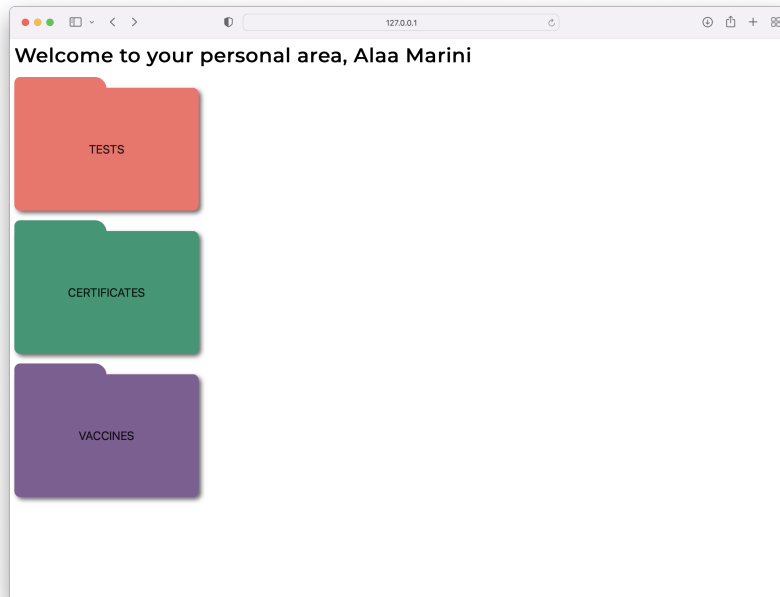 127.0.0.1
Welcome to your personal area, Alaa Marini
TESTS
CERTIFICATES
VACCINES